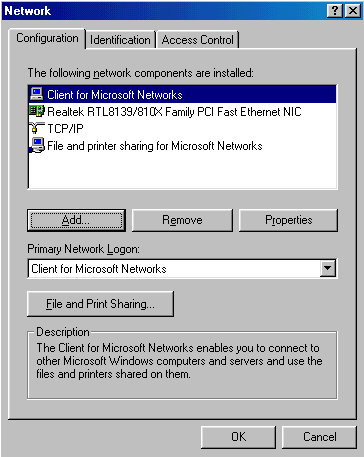 Network
Configuration
Identification
Access Control
The following network components are installed:
Client for Microsoft Networks
Realtek RTL8139/810X Family PCI Fast Ethernet NIC
TCP/IP
File and printer sharing for Microsoft Networks
Add...
Remove
Properties
Primary Network Logon:
Client for Microsoft Networks
File and Print Sharing...
Description
The Client for Microsoft Networks enables you to connect to
other Microsoft Windows computers and servers and use the
files and printers shared on them.
OK
Cancel